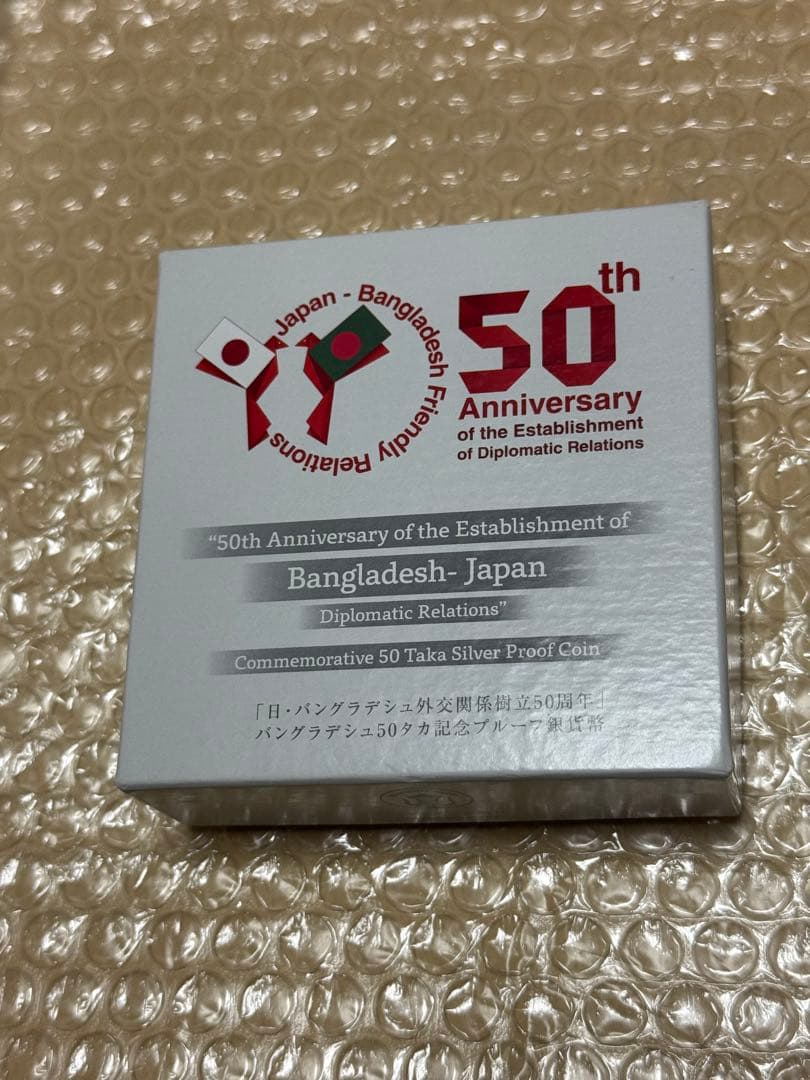 Japan - Bangladesh Friendly Relations
50th
Anniversary
of the Establishment
of Diplomatic Relations
“50th Anniversary of the Establishment of
Bangladesh- Japan
Diplomatic Relations”
Commemorative 50 Taka Silver Proof Coin
「日・バングラデシュ外交関係樹立50周年」
バングラデシュ50タカ記念プルーフ銀貨幣